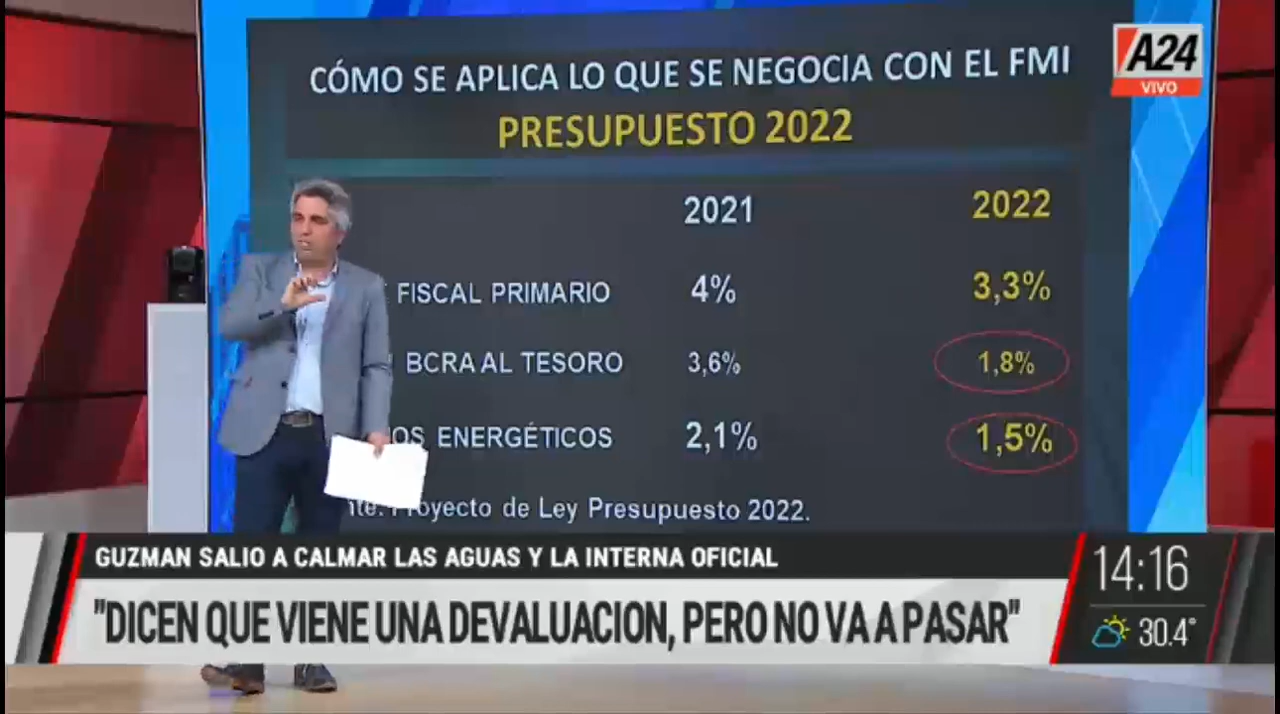 CÓMO SE APLICA LO QUE SE NEGOCIA CON EL FMI
PRESUPUESTO 2022
A24
VIVO
2021 2022
FISCAL PRIMARIO 4% 3,3%
BCRA AL TESORO 3,6% 1,8%
ENERGÉTICOS 2,1% 1,5%
Proyecto de Ley Presupuesto 2022.
GUZMAN SALIO A CALMAR LAS AGUAS Y LA INTERNA OFICIAL
"DICEN QUE VIENE UNA DEVALUACION, PERO NO VA A PASAR"
14:16
30.4°